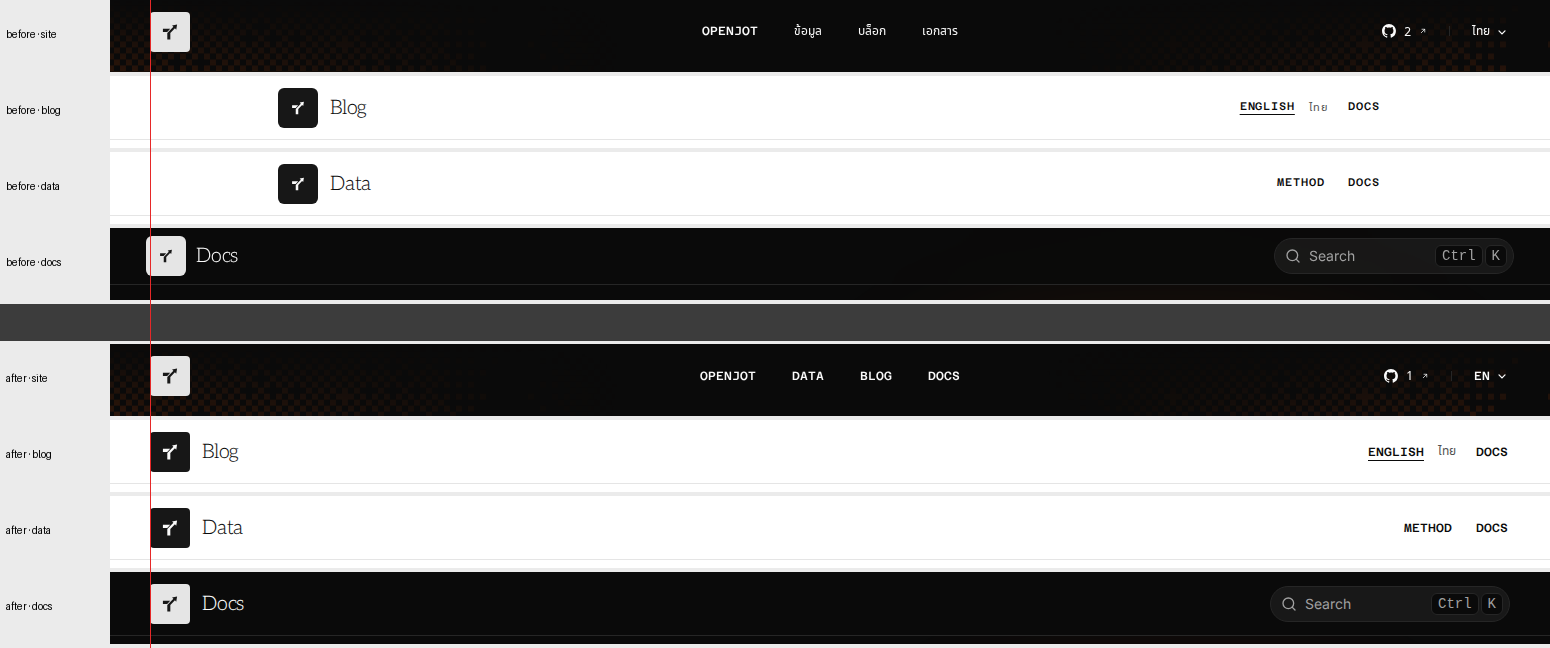 before · site OPENJOT ข้อมูล บล็อก เอกสาร 2 ไทย
before · blog Blog ENGLISH ไทย DOCS
before · data Data METHOD DOCS
before · docs Docs Search Ctrl K
after · site OPENJOT DATA BLOG DOCS 1 EN
after · blog Blog ENGLISH ไทย DOCS
after · data Data METHOD DOCS
after · docs Docs Search Ctrl K